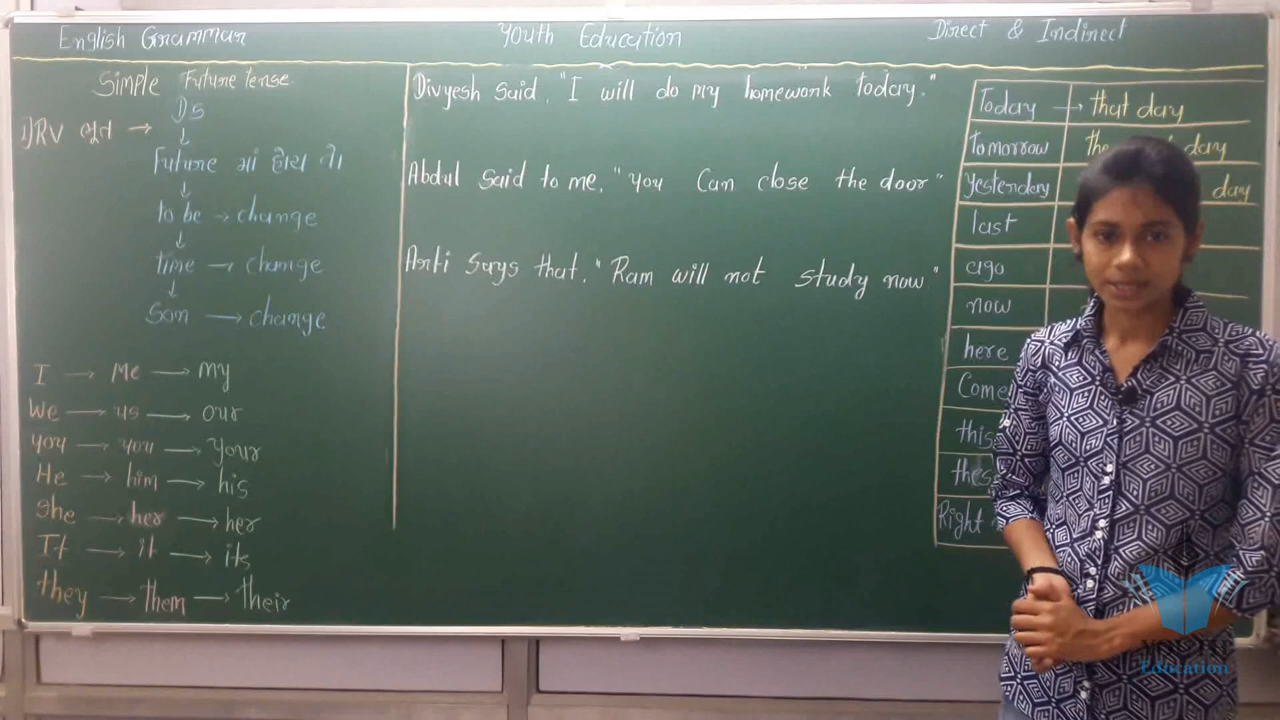 English Grammar
Youth Education
Direct & Indirect
Simple Future tense
DS
1) RV ભૂત →
↓
Future માં હોય તો
↓
to be → change
↓
time → change
↓
Son → change
I → Me → my
We → us → our
you → you → your
He → him → his
She → her → her
It → it → its
they → them → their
Divyesh said, "I will do my homework today."
Abdul said to me, "you can close the door"
Arti says that, "Ram will not study now"
Today → that day
Tomorrow the day
Yesterday day
last
ago
now
here
Come
this
thes
Right
Education